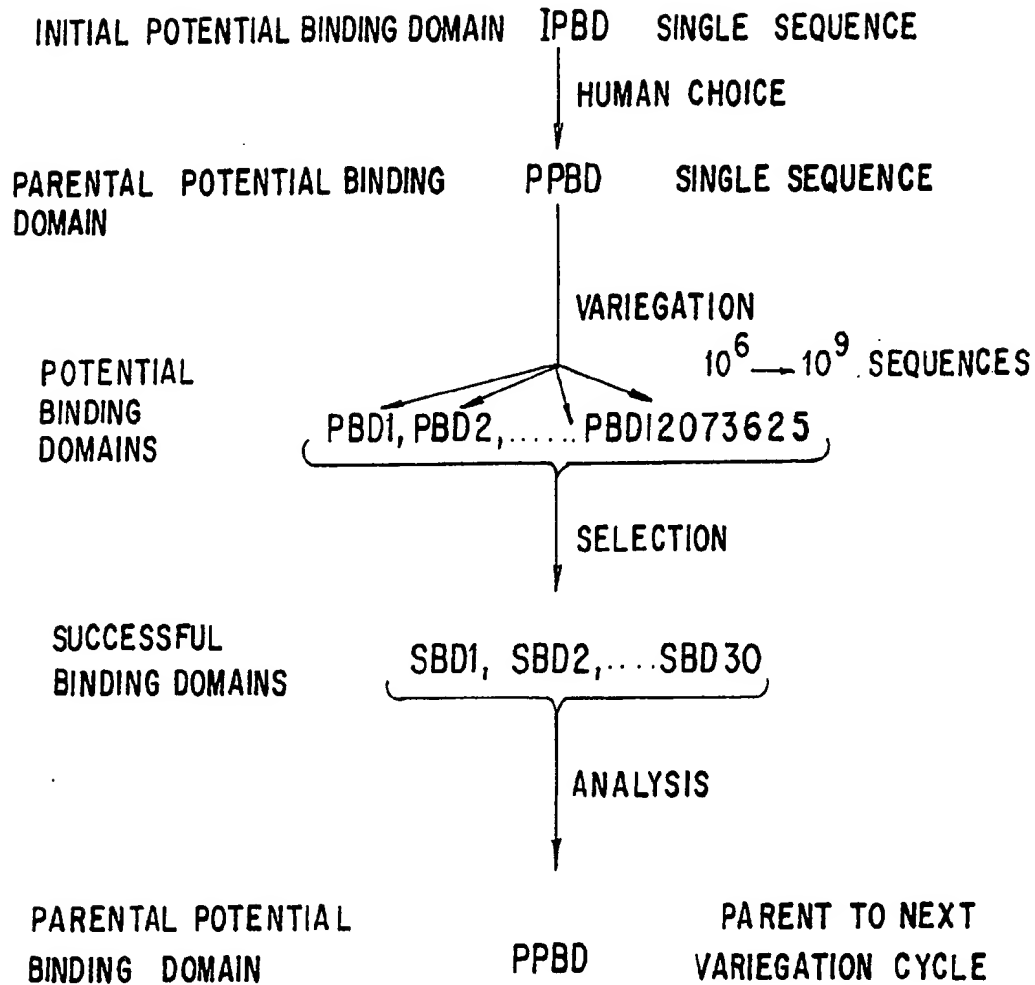 INITIAL POTENTIAL BINDING DOMAIN IPBD SINGLE SEQUENCE
HUMAN CHOICE
PARENTAL POTENTIAL BINDING PPBD SINGLE SEQUENCE
DOMAIN
VARIEGATION
10^6 → 10^9 SEQUENCES
POTENTIAL
BINDING
DOMAINS
PBD1, PBD2, ...... PBD12073625
SELECTION
SUCCESSFUL
BINDING DOMAINS
SBD1, SBD2, .... SBD30
ANALYSIS
PARENTAL POTENTIAL
BINDING DOMAIN
PPBD
PARENT TO NEXT
VARIEGATION CYCLE